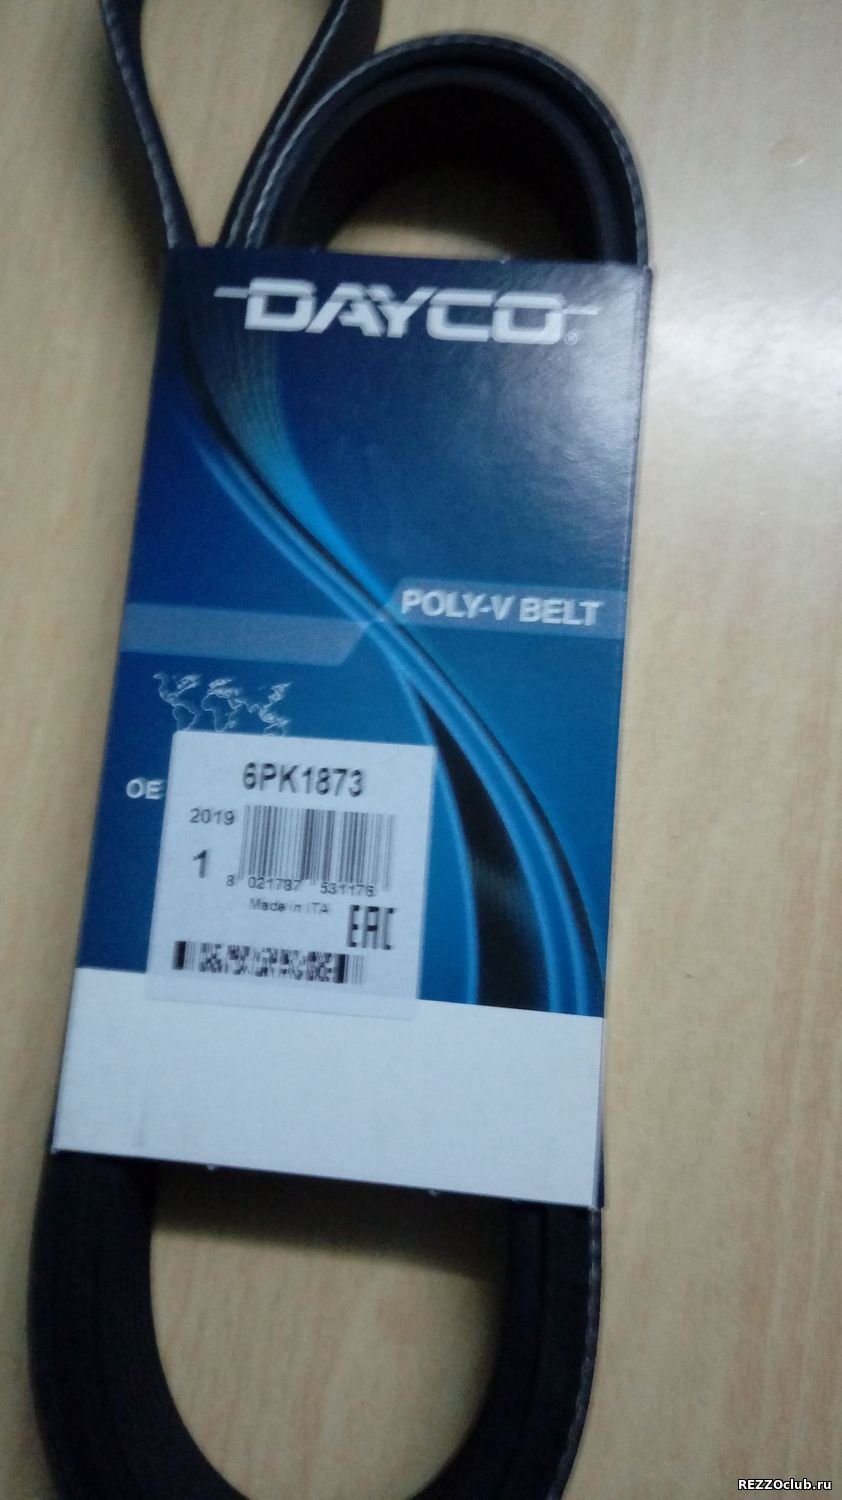 DAYCO®
POLY-V BELT
OE
6PK1873
2019
1
8 021787 531176
Made in ITA
EAC
REZZOclub.ru